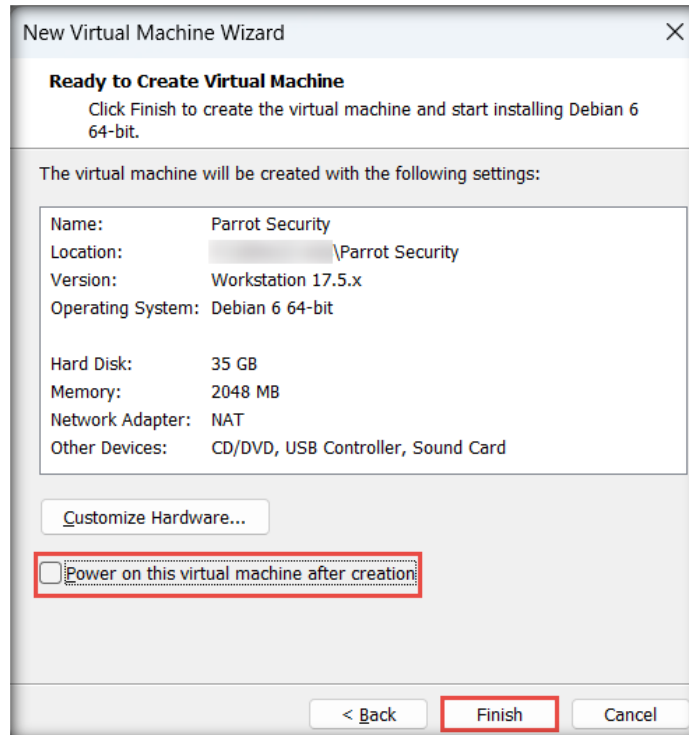 New Virtual Machine Wizard
Ready to Create Virtual Machine
Click Finish to create the virtual machine and start installing Debian 6
64-bit.
The virtual machine will be created with the following settings:
Name: Parrot Security
Location: \Parrot Security
Version: Workstation 17.5.x
Operating System: Debian 6 64-bit
Hard Disk: 35 GB
Memory: 2048 MB
Network Adapter: NAT
Other Devices: CD/DVD, USB Controller, Sound Card
Customize Hardware...
Power on this virtual machine after creation
< Back Finish Cancel